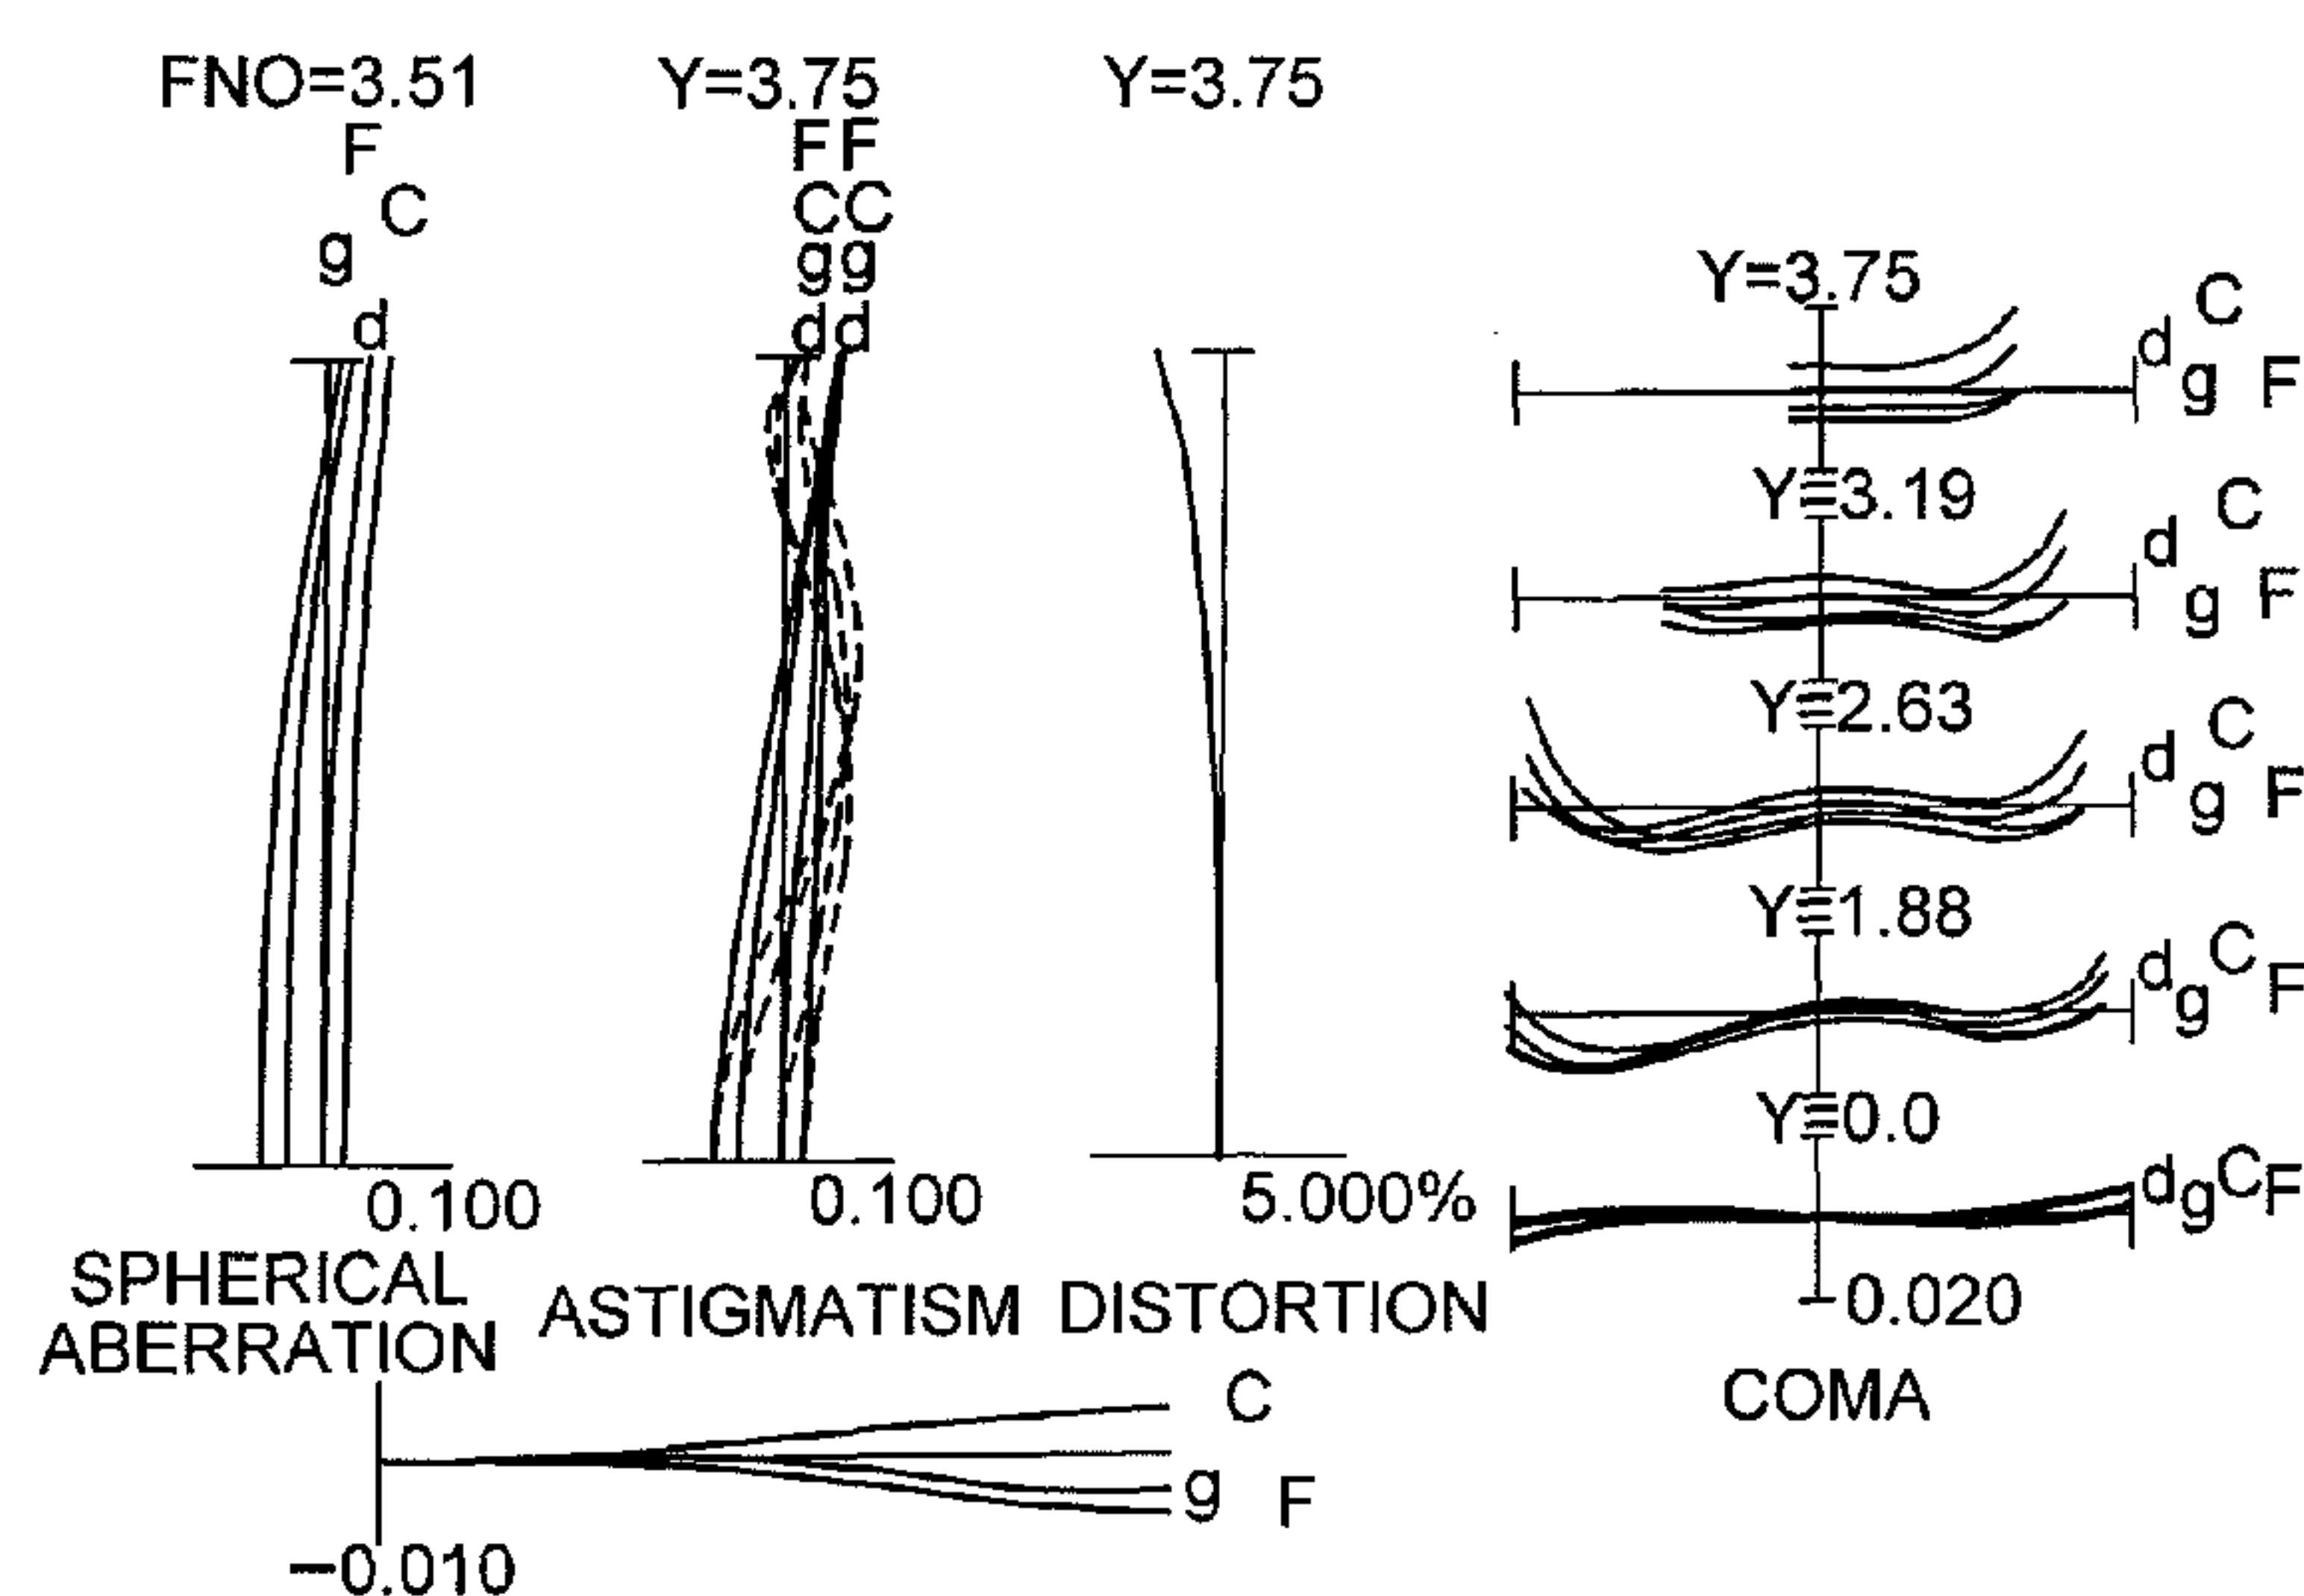 FNO=3.51
F
C
g
d
Y=3.75
FF
CC
gg
dd
Y=3.75
0.100
0.100
5.000%
SPHERICAL
ABERRATION
ASTIGMATISM
DISTORTION
Y=3.75
C
d
g
F
Y=3.19
C
d
g
F
Y=2.63
C
d
g
F
Y=1.88
C
d
g
F
Y=0.0
d
g
C
F
0.020
COMA
C
g
F
−0.010